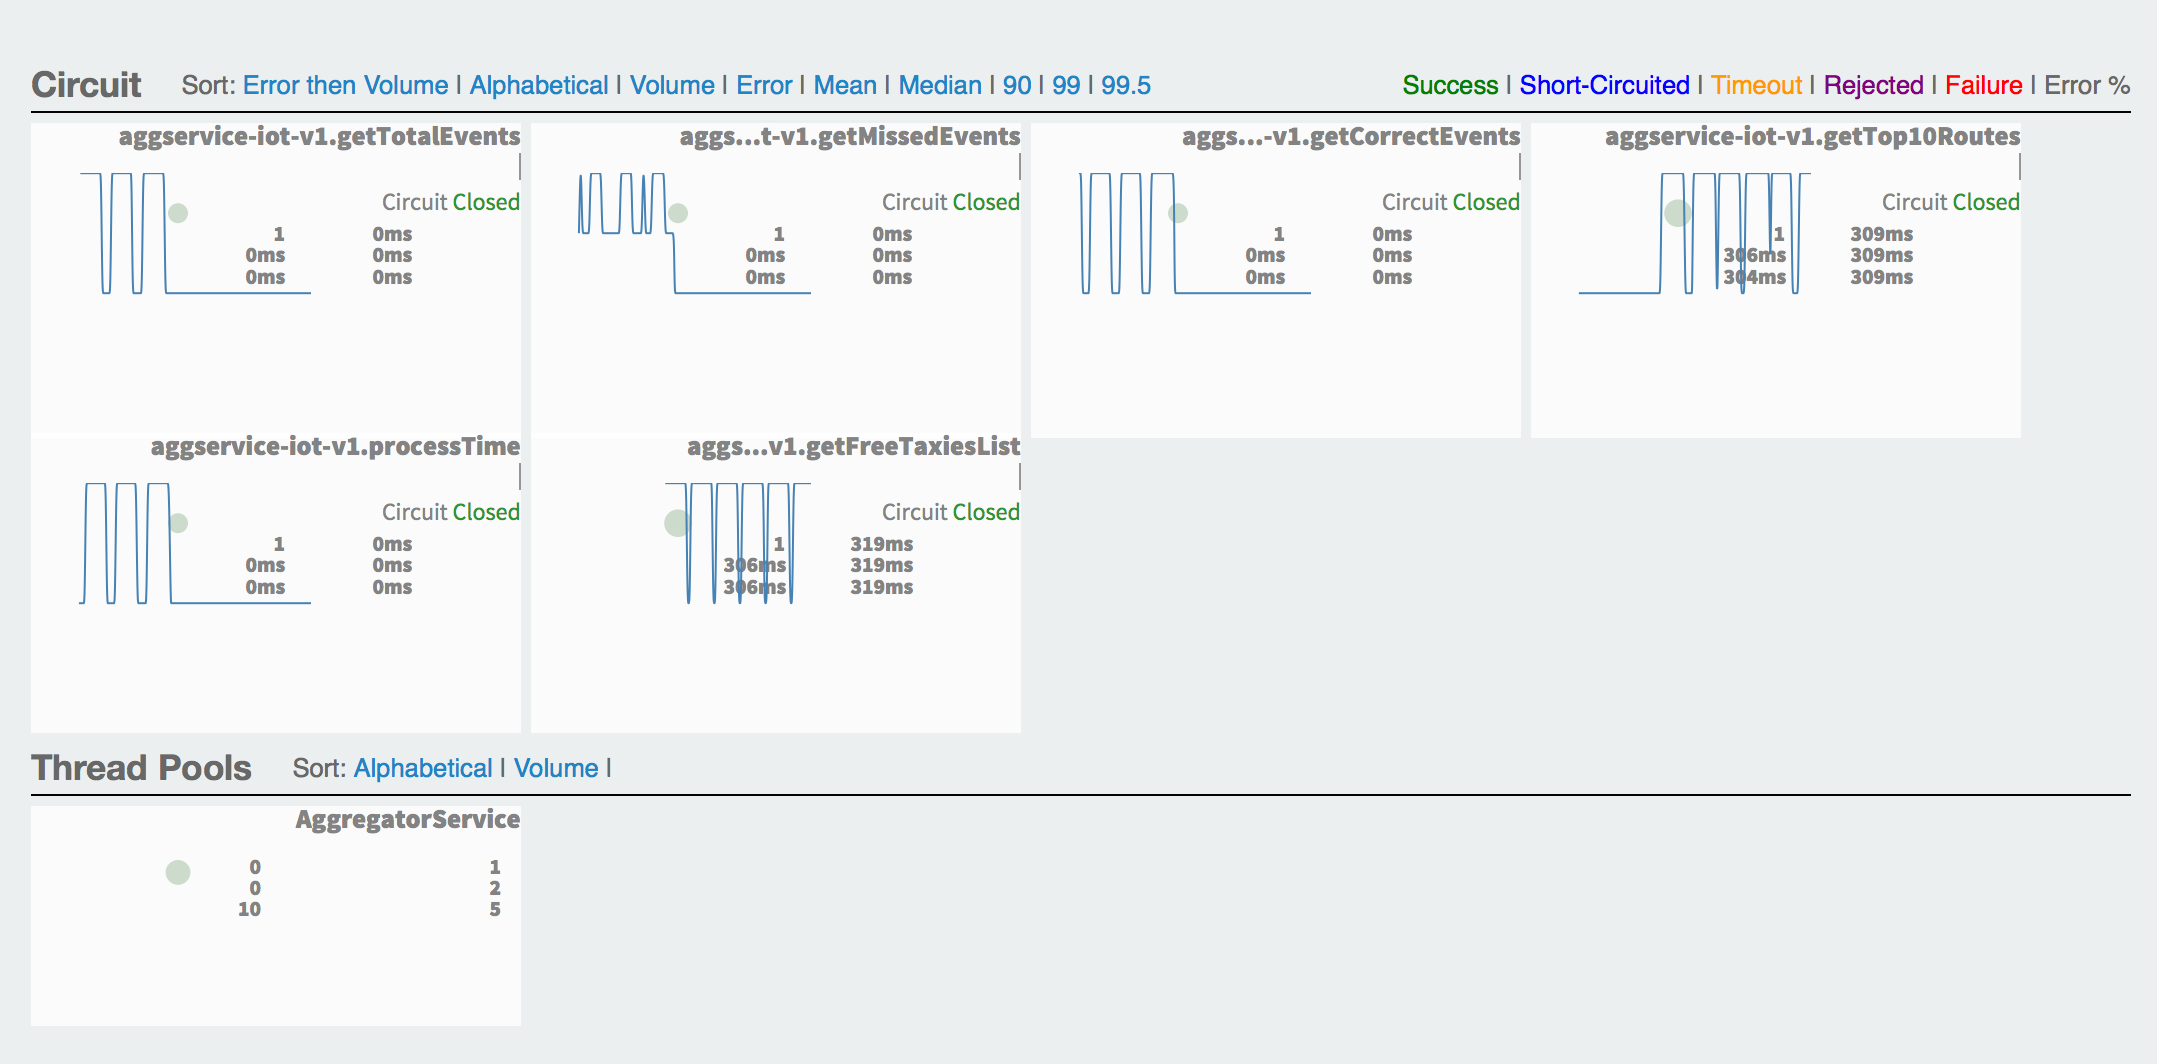 Circuit Sort: Error then Volume | Alphabetical | Volume | Error | Mean | Median | 90 | 99 | 99.5
Success | Short-Circuited | Timeout | Rejected | Failure | Error %
aggservice-iot-v1.getTotalEvents
Circuit Closed
1 0ms
0ms 0ms
0ms 0ms
aggs...t-v1.getMissedEvents
Circuit Closed
1 0ms
0ms 0ms
0ms 0ms
aggs...-v1.getCorrectEvents
Circuit Closed
1 0ms
0ms 0ms
0ms 0ms
aggservice-iot-v1.getTop10Routes
Circuit Closed
1 309ms
306ms 309ms
304ms 309ms
aggservice-iot-v1.processTime
Circuit Closed
1 0ms
0ms 0ms
0ms 0ms
aggs...v1.getFreeTaxiesList
Circuit Closed
1 319ms
306ms 319ms
306ms 319ms
Thread Pools Sort: Alphabetical | Volume |
AggregatorService
0 1
0 2
10 5